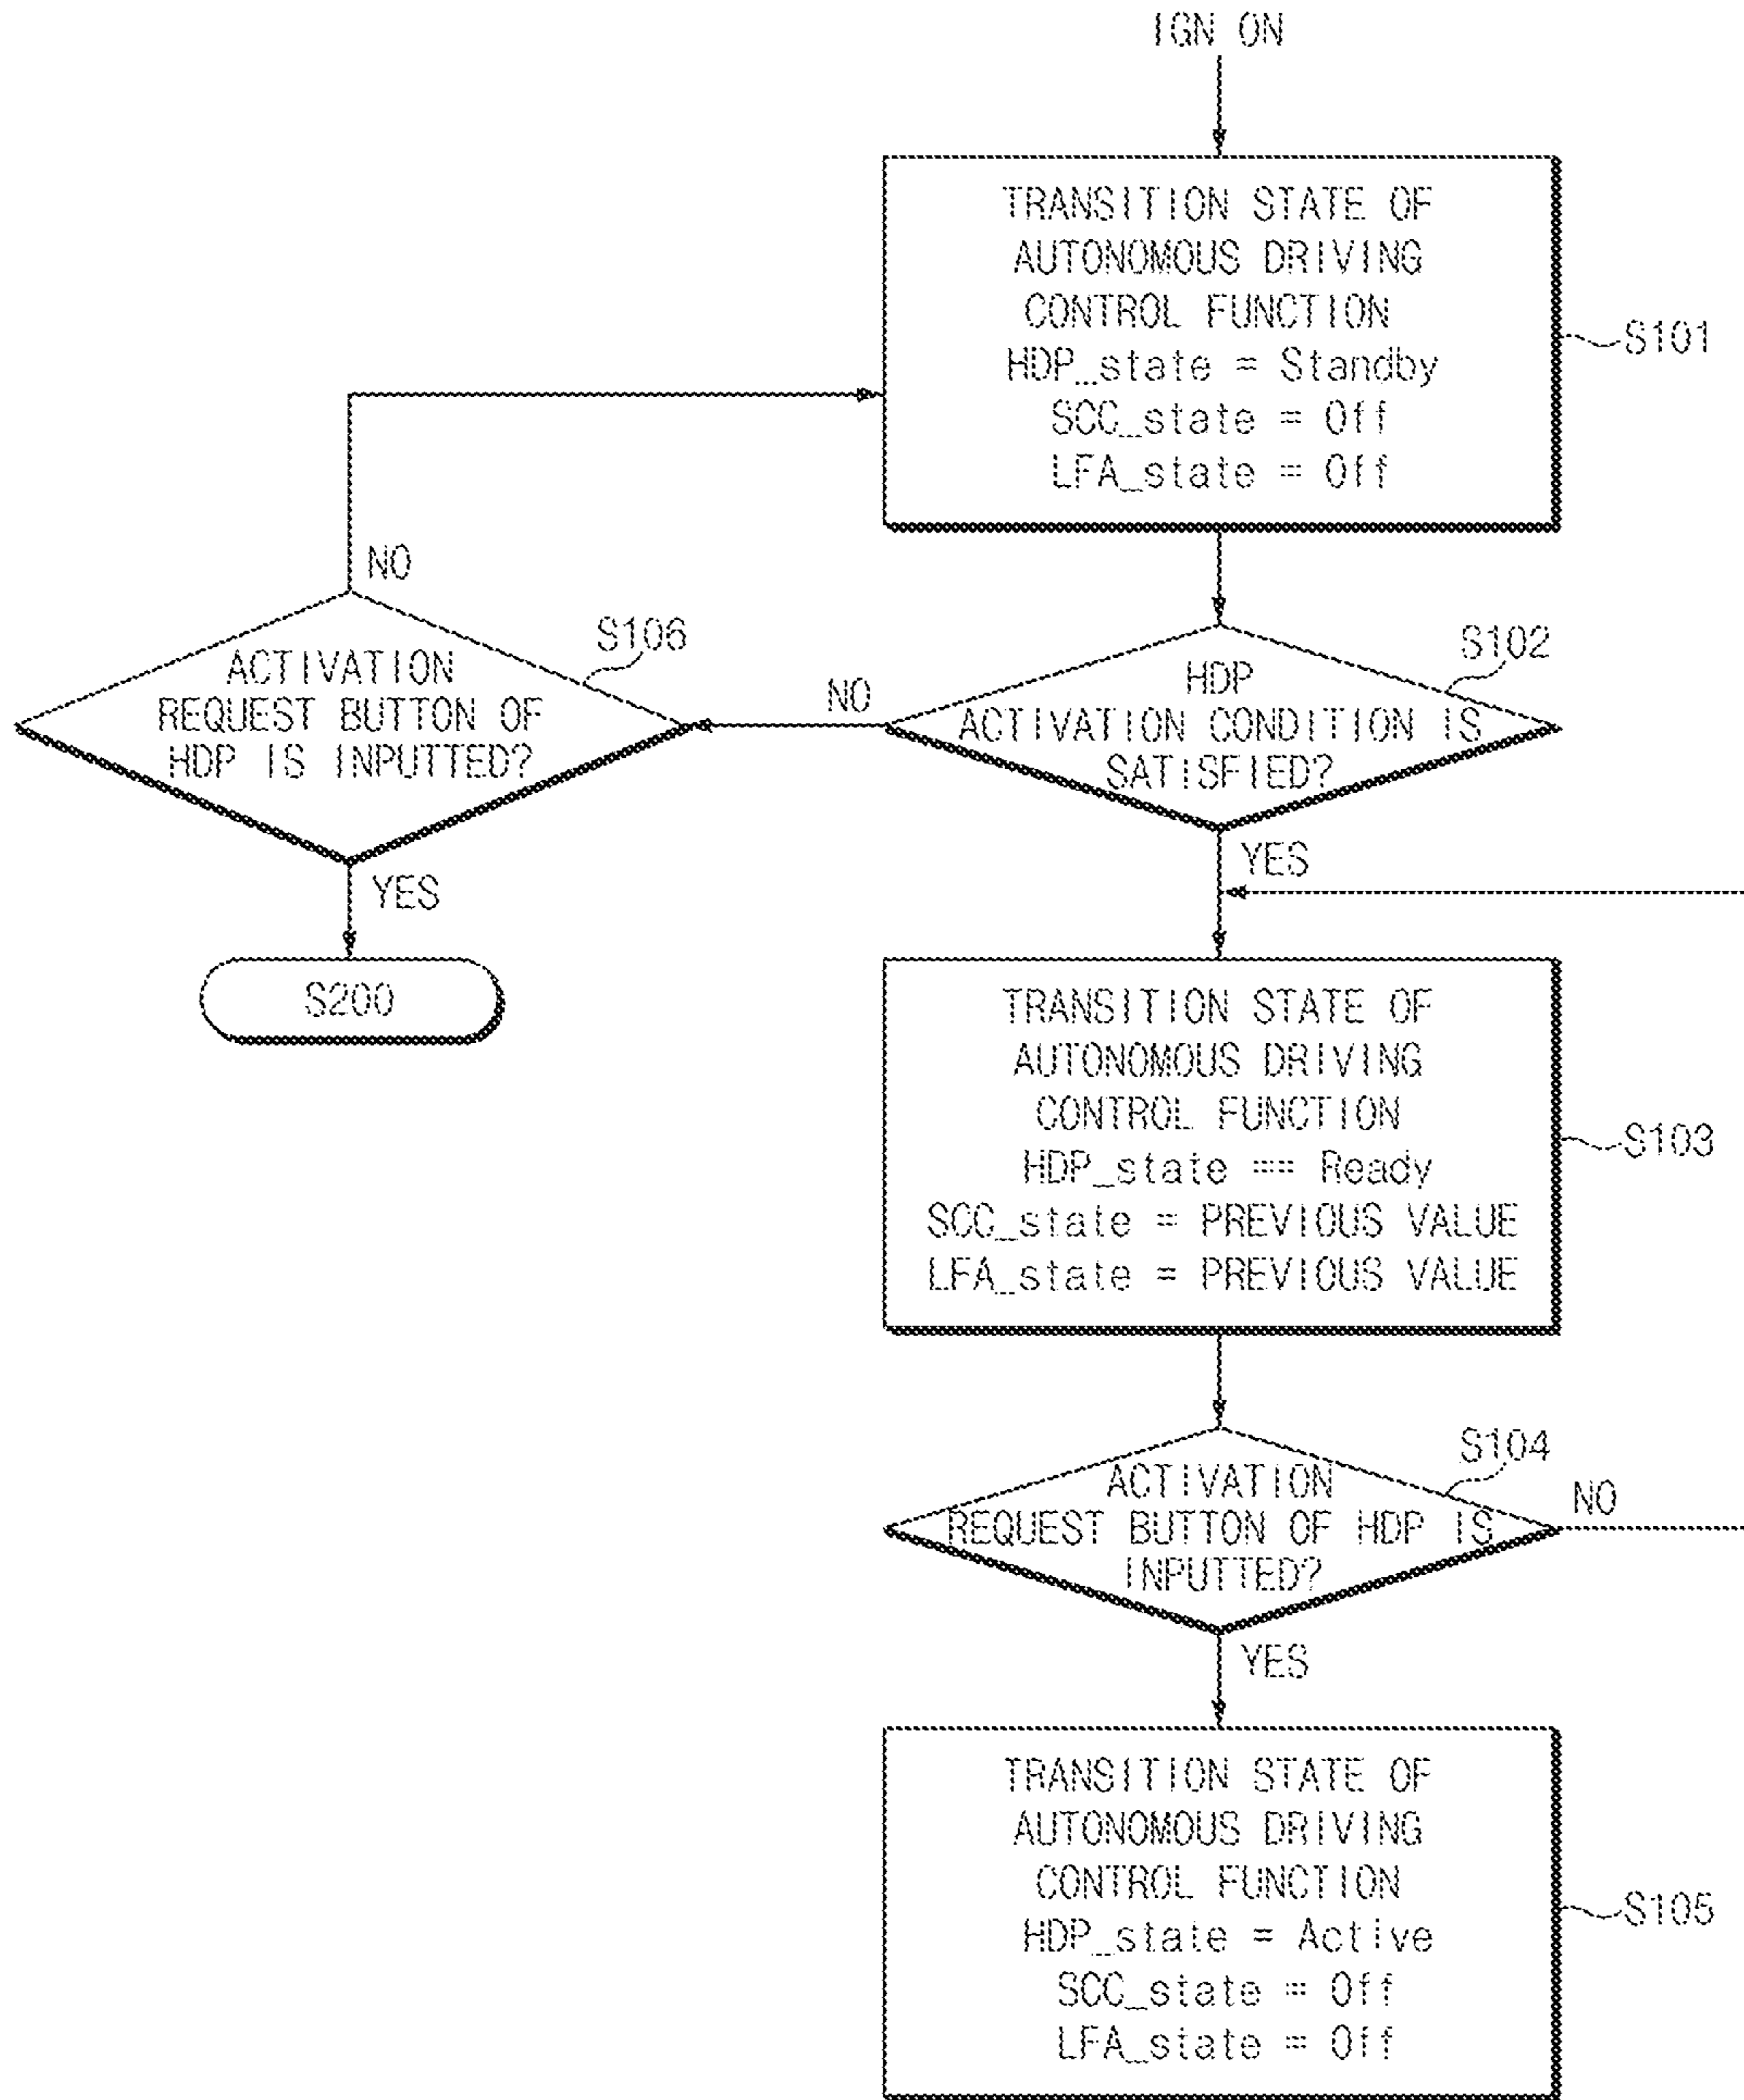 IGN ON
TRANSITION STATE OF
AUTONOMOUS DRIVING
CONTROL FUNCTION
HDP_state = Standby
SCC_state = Off
LFA_state = Off
S101
NO
S106
ACTIVATION
REQUEST BUTTON OF
HDP IS INPUTTED?
YES
S200
NO
S102
HDP
ACTIVATION CONDITION IS
SATISFIED?
YES
TRANSITION STATE OF
AUTONOMOUS DRIVING
CONTROL FUNCTION
HDP_state == Ready
SCC_state = PREVIOUS VALUE
LFA_state = PREVIOUS VALUE
S103
S104
ACTIVATION
REQUEST BUTTON OF HDP IS
INPUTTED?
NO
YES
TRANSITION STATE OF
AUTONOMOUS DRIVING
CONTROL FUNCTION
HDP_state = Active
SCC_state = Off
LFA_state = Off
S105